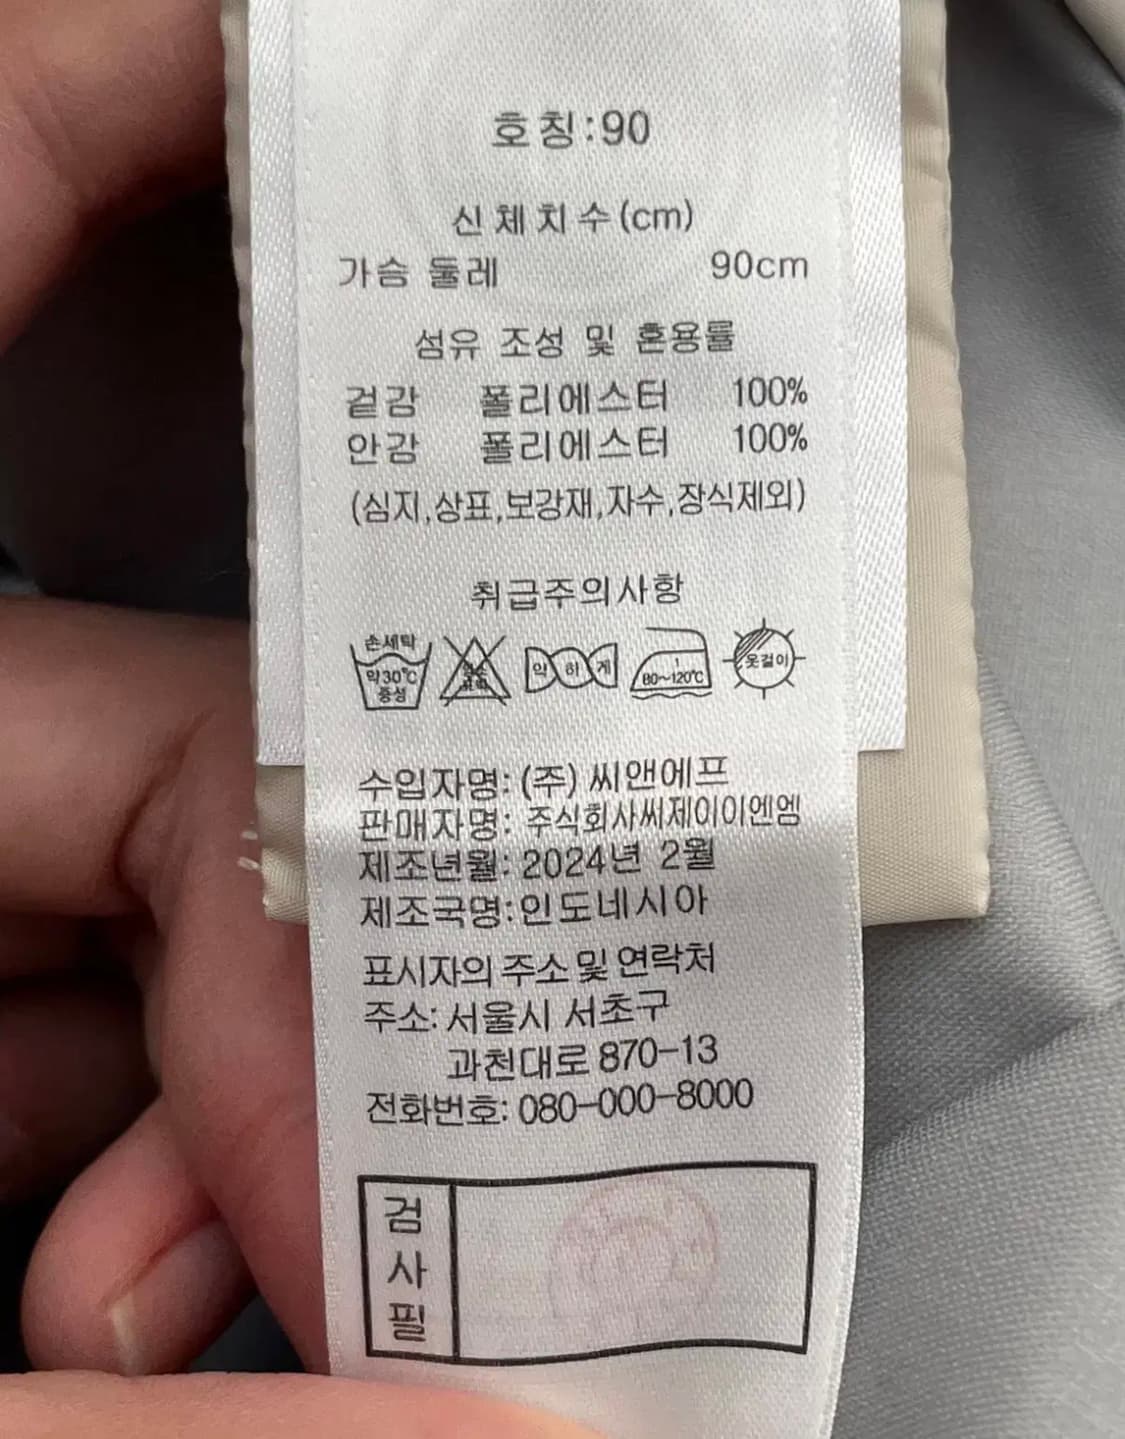 호칭:90
신체치수(cm)
가슴 둘레 90cm
섬유 조성 및 혼용률
겉감 폴리에스터 100%
안감 폴리에스터 100%
(심지,상표,보강재,자수,장식제외)
취급주의사항
손세탁
약30℃
중성
약하게
80~120℃
옷걸이
수입자명: (주) 씨앤에프
판매자명: 주식회사씨제이이엔엠
제조년월: 2024년 2월
제조국명:인도네시아
표시자의 주소 및 연락처
주소: 서울시 서초구
과천대로 870-13
전화번호: 080-000-8000
검사필